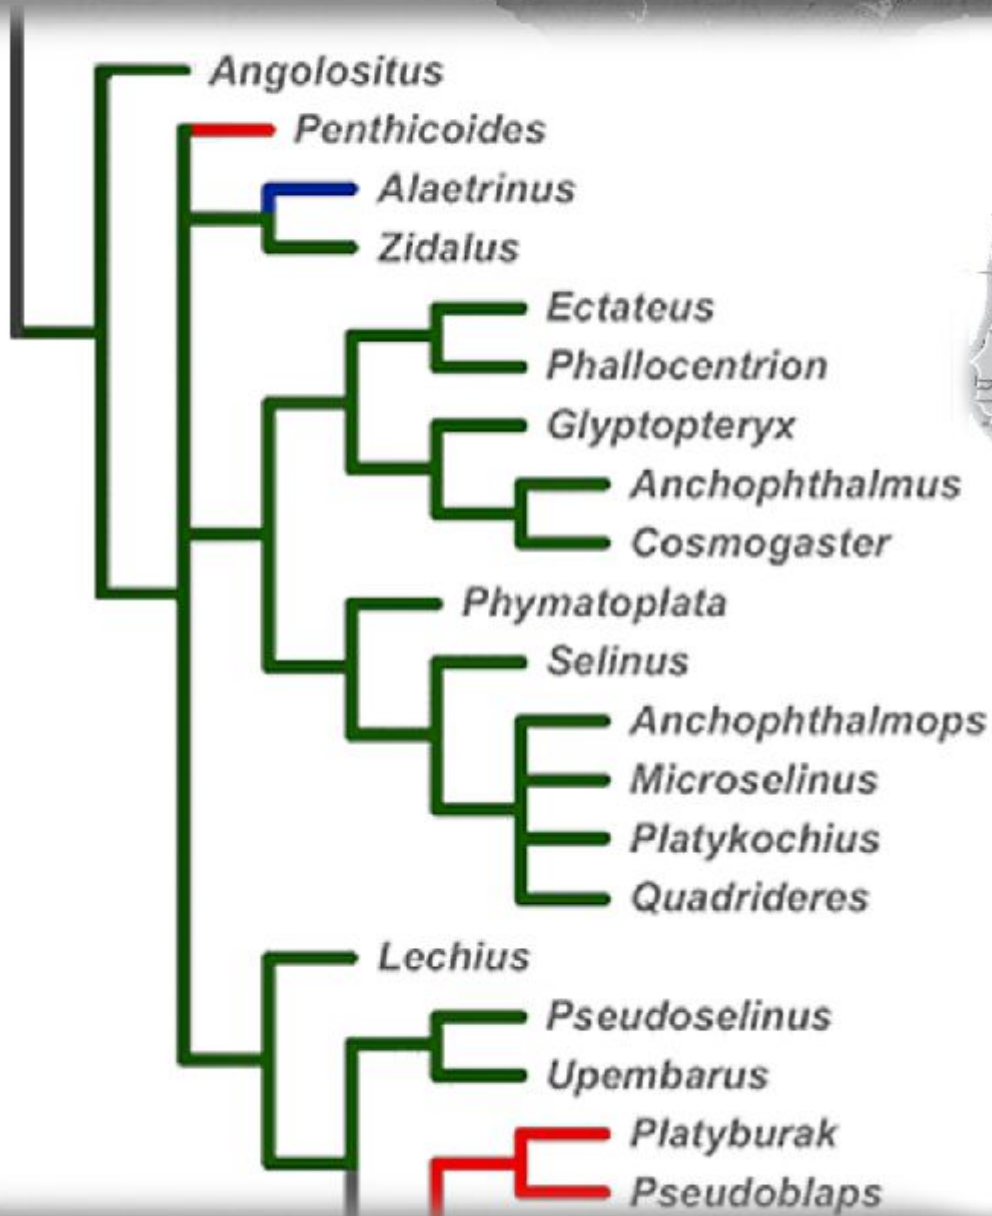 Angolositus
Penthicoides
Alaetrinus
Zidalus
Ectateus
Phallocentrion
Glyptopteryx
Anchophthalmus
Cosmogaster
Phymatoplata
Selinus
Anchophthalmops
Microselinus
Platykochius
Quadrideres
Lechius
Pseudoselinus
Upembarus
Platyburak
Pseudoblaps